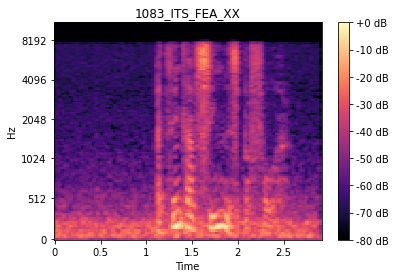 1083_ITS_FEA_XX
+0 dB
8192
-10 dB
4096
-20 dB
-30 dB
2048
Hz
-40 dB
1024
-50 dB
512
-60 dB
-70 dB
0
-80 dB
0 0.5 1 1.5 2 2.5
Time